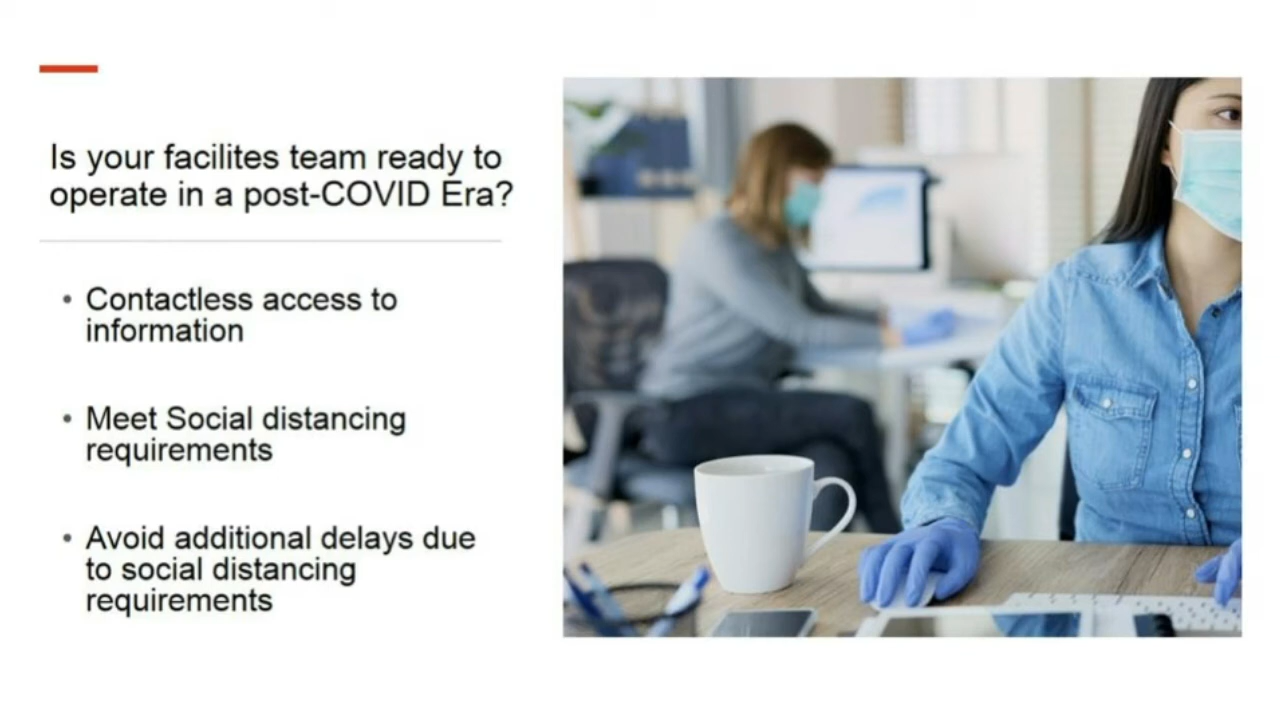 Is your facilites team ready to
operate in a post-COVID Era?
• Contactless access to
information
• Meet Social distancing
requirements
• Avoid additional delays due
to social distancing
requirements